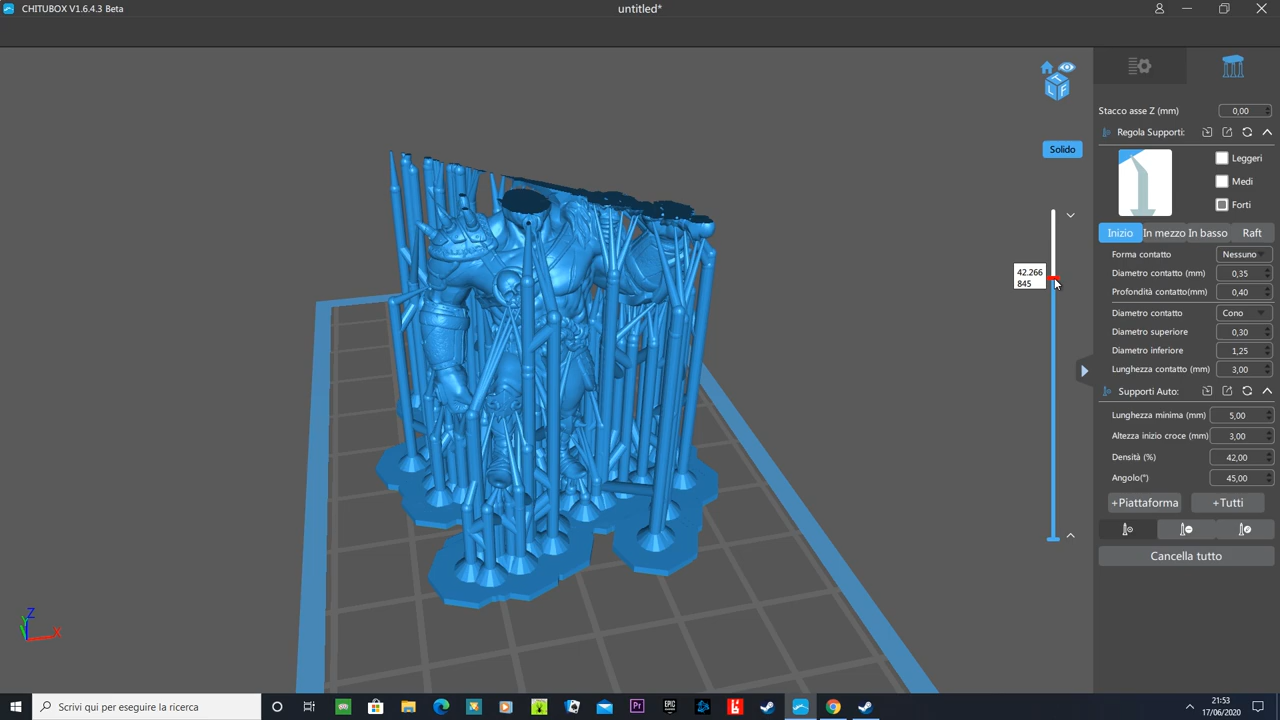 CHITUBOX V1.6.4.3 Beta
untitled*
Stacco asse Z (mm) 0,00
Regola Supporti:
Leggeri
Medi
Forti
Solido
Inizio In mezzo In basso Raft
Forma contatto Nessuno
Diametro contatto (mm) 0,35
Profondità contatto(mm) 0,40
Diametro contatto Cono
Diametro superiore 0,30
Diametro inferiore 1,25
Lunghezza contatto (mm) 3,00
42.266
845
Supporti Auto:
Lunghezza minima (mm) 5,00
Altezza inizio croce (mm) 3,00
Densità (%) 42,00
Angolo(°) 45,00
+Piattaforma +Tutti
Cancella tutto
T
L F
Z
Y
X
Scrivi qui per eseguire la ricerca
Pr
EPIC
21:53
17/06/2020